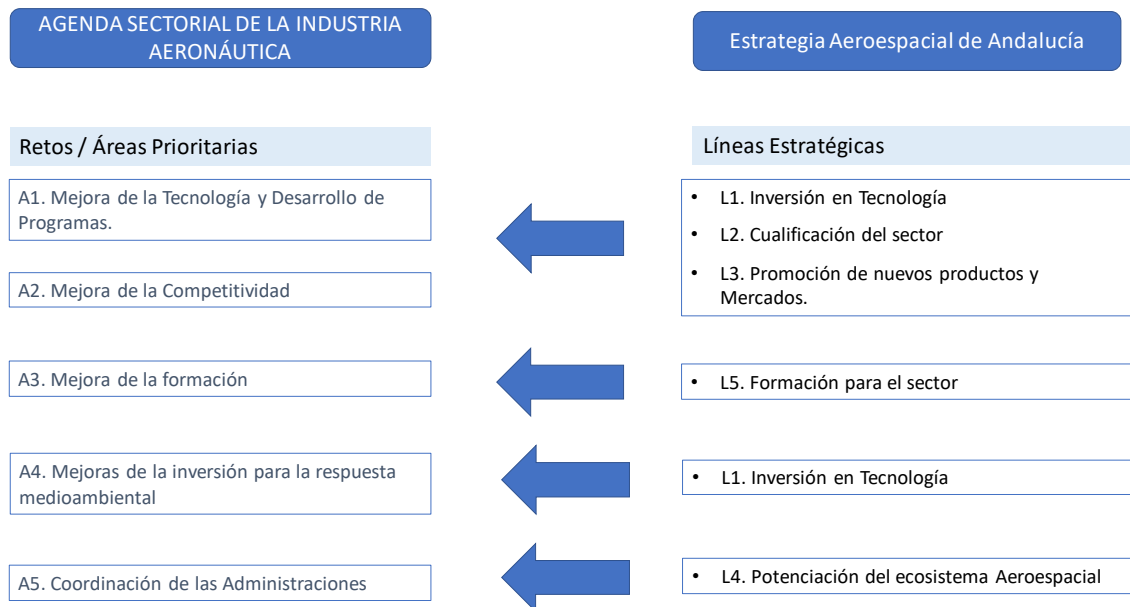 AGENDA SECTORIAL DE LA INDUSTRIA
AERONÁUTICA
Estrategia Aeroespacial de Andalucía
Retos / Áreas Prioritarias
Líneas Estratégicas
A1. Mejora de la Tecnología y Desarrollo de
Programas.
A2. Mejora de la Competitividad
• L1. Inversión en Tecnología
• L2. Cualificación del sector
• L3. Promoción de nuevos productos y
Mercados.
A3. Mejora de la formación
• L5. Formación para el sector
A4. Mejoras de la inversión para la respuesta
medioambiental
• L1. Inversión en Tecnología
A5. Coordinación de las Administraciones
• L4. Potenciación del ecosistema Aeroespacial